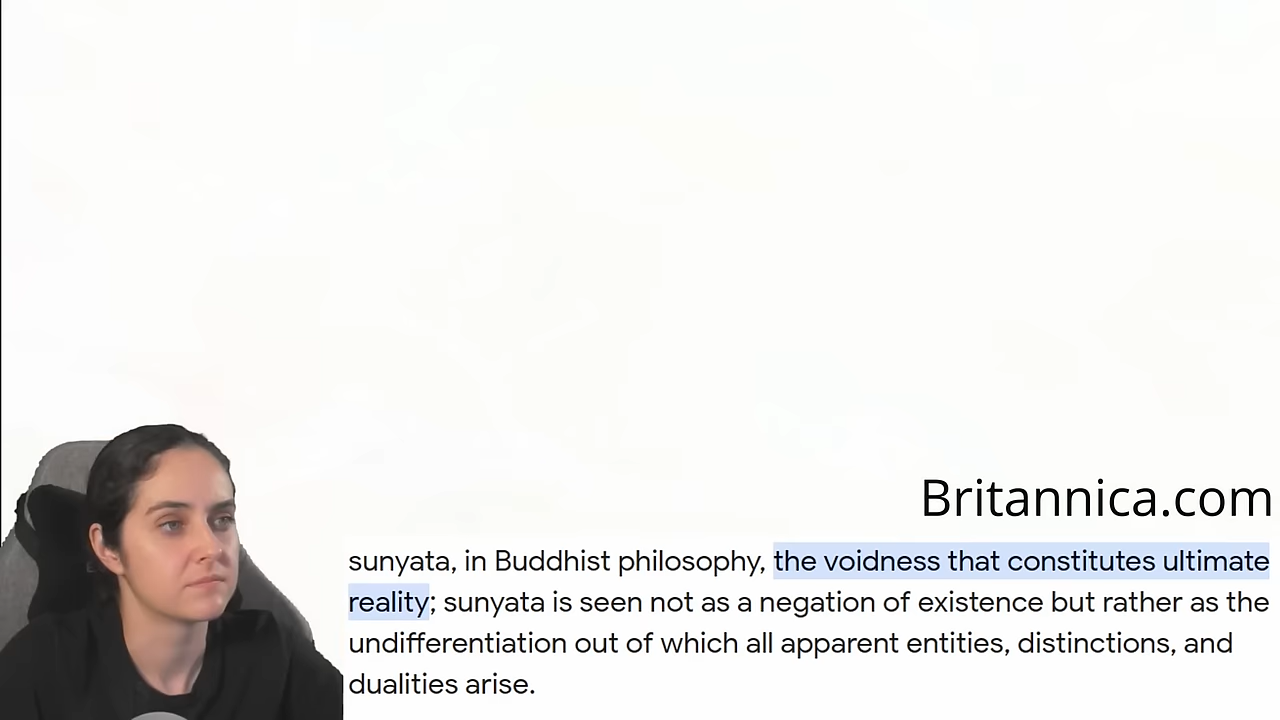 Britannica.com
sunyata, in Buddhist philosophy, the voidness that constitutes ultimate
reality; sunyata is seen not as a negation of existence but rather as the
undifferentiation out of which all apparent entities, distinctions, and
dualities arise.